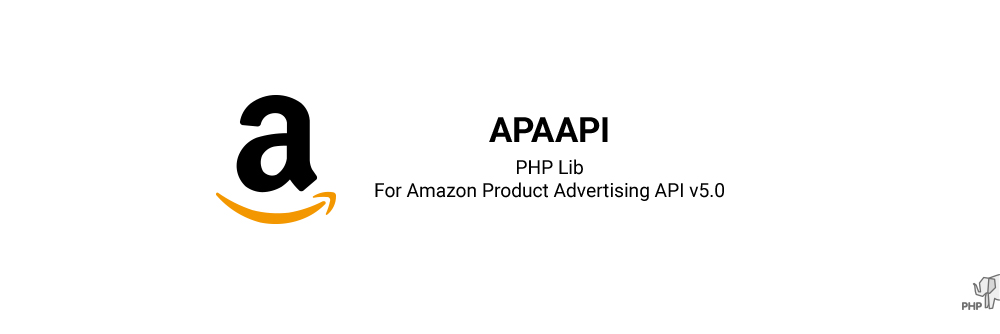 a
APAAPI
PHP Lib
For Amazon Product Advertising API v5.0
PHP